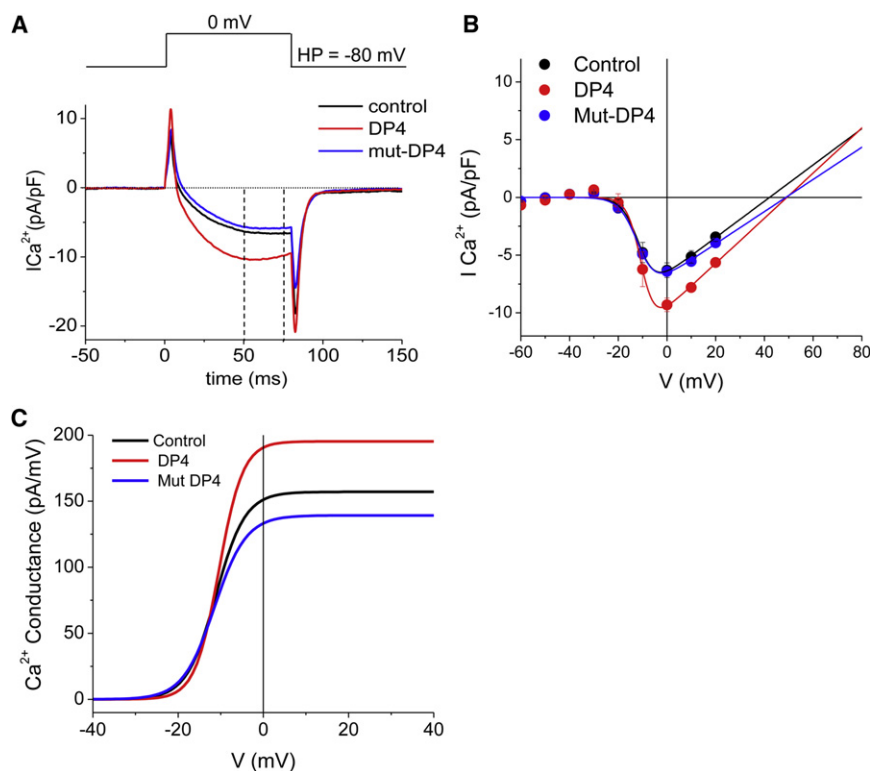 A
0 mV
HP = -80 mV
control
DP4
mut-DP4
ICa2+(pA/pF)
10
0
-10
-20
-50
0
50
100
150
time (ms)
B
Control
DP4
Mut-DP4
I Ca2+ (pA/pF)
10
5
0
-5
-10
-60
-40
-20
0
20
40
60
80
V (mV)
C
Control
DP4
Mut DP4
Ca2+ Conductance (pA/mV)
200
150
100
50
0
-40
-20
0
20
40
V (mV)